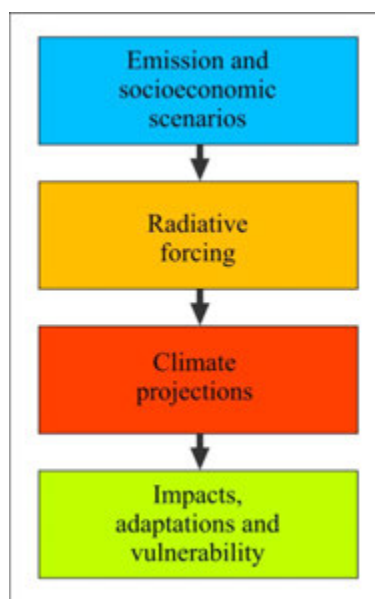 Emission and
socioeconomic
scenarios
Radiative
forcing
Climate
projections
Impacts,
adaptations and
vulnerability